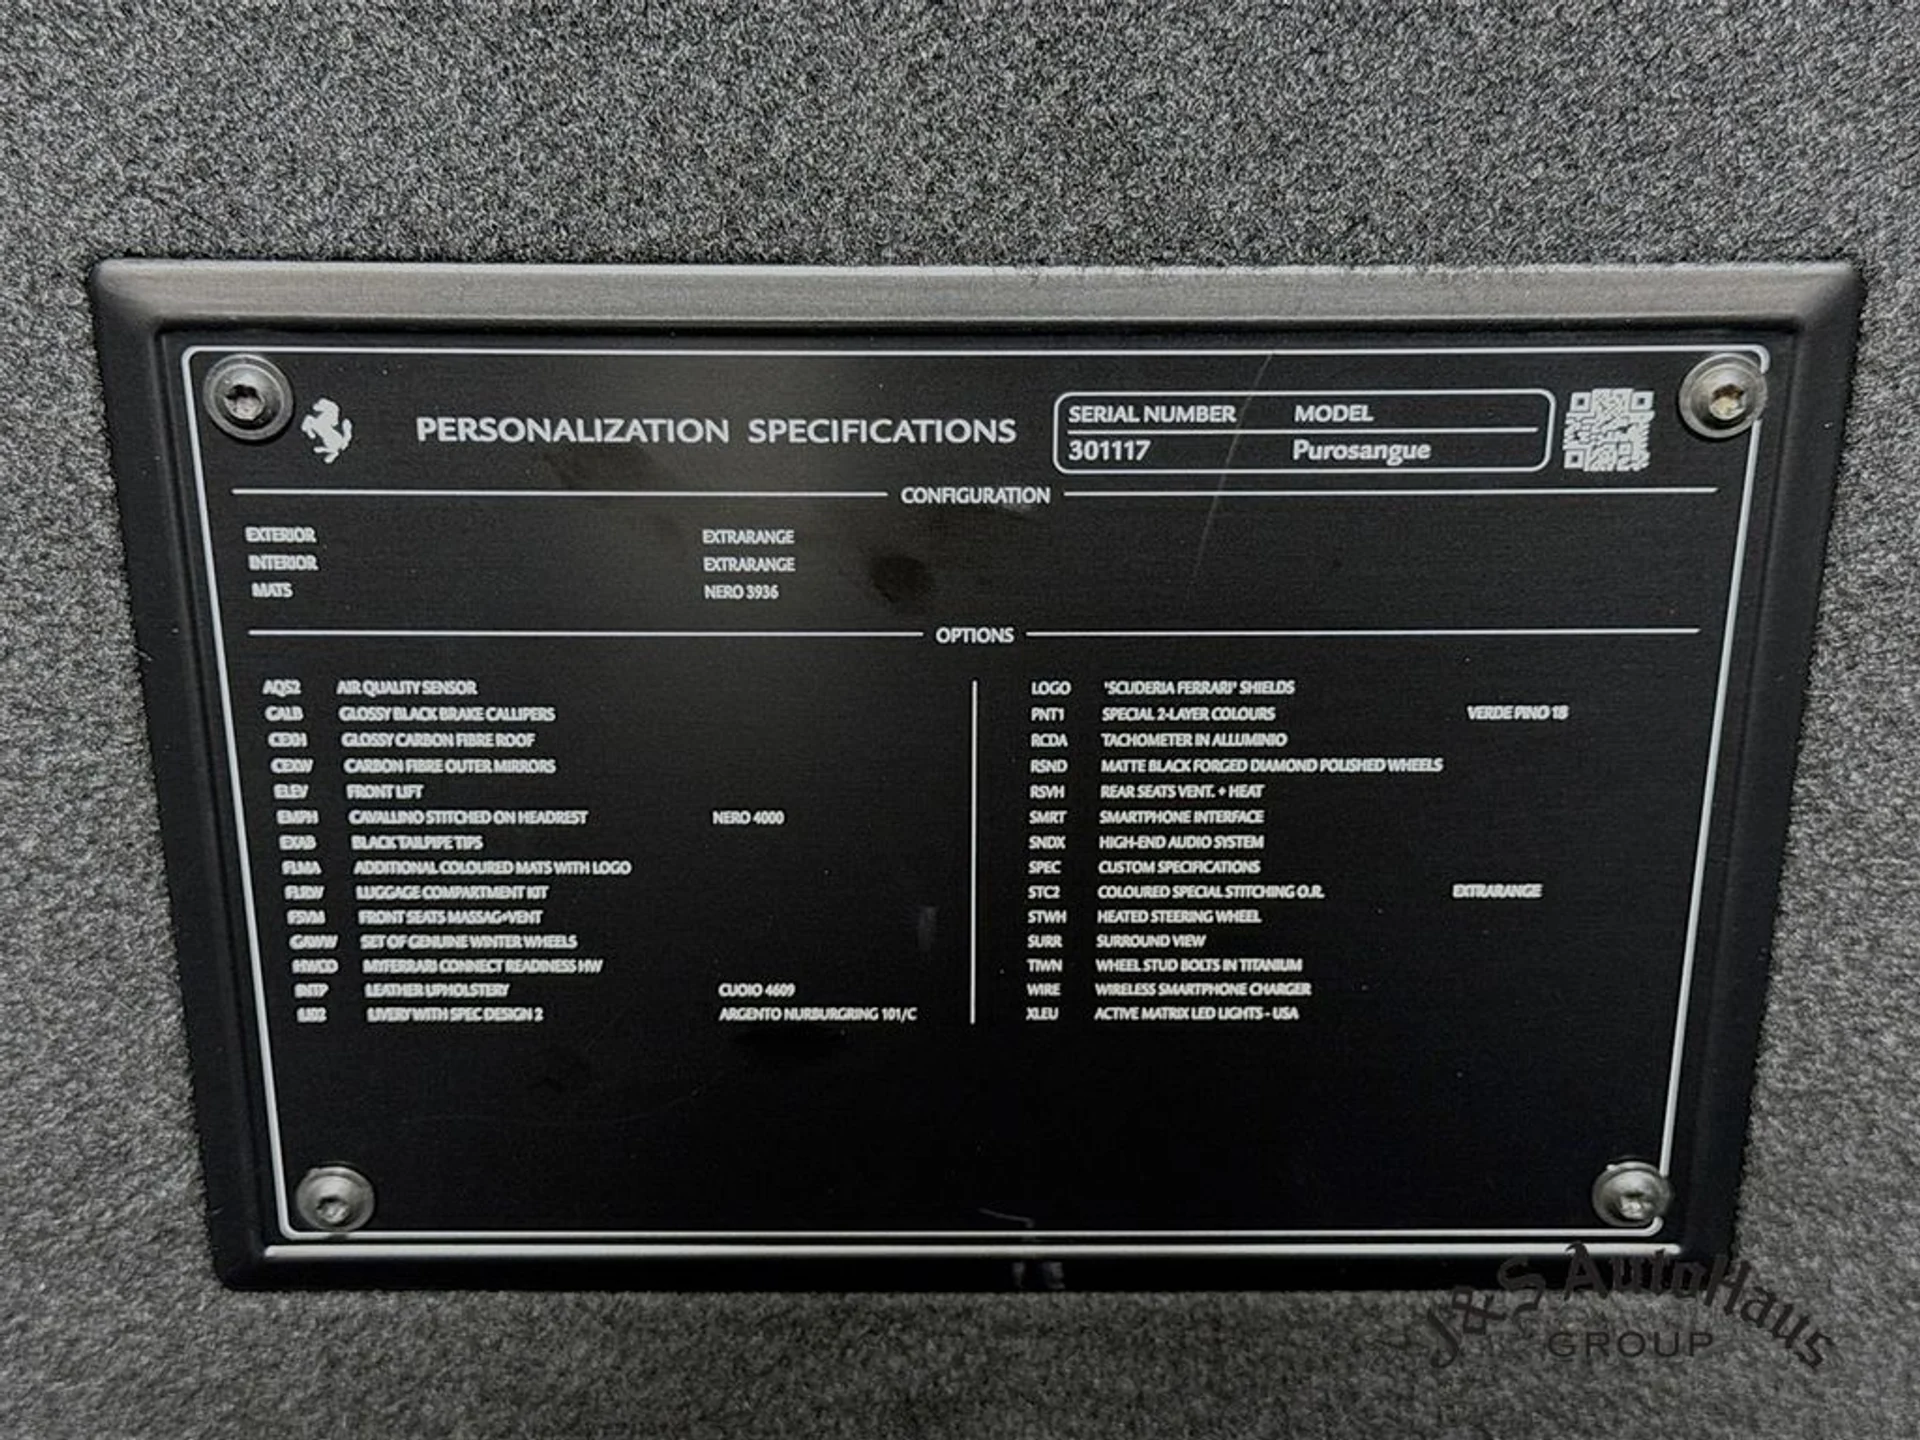 PERSONALIZATION SPECIFICATIONS
SERIAL NUMBER MODEL
301117 Purosangue
CONFIGURATION
EXTERIOR EXTRARANGE
INTERIOR EXTRARANGE
MATS NERO 3936
OPTIONS
AQS2 AIR QUALITY SENSOR
CALB GLOSSY BLACK BRAKE CALLIPERS
CEXH GLOSSY CARBON FIBRE ROOF
CEXW CARBON FIBRE OUTER MIRRORS
ELEV FRONT LIFT
EMPH CAVALLINO STITCHED ON HEADREST NERO 4000
EXAB BLACK TAILPIPE TIPS
FLMA ADDITIONAL COLOURED MATS WITH LOGO
FLRW LUGGAGE COMPARTMENT KIT
FSVM FRONT SEATS MASSAG+VENT
GAWW SET OF GENUINE WINTER WHEELS
HWCD MYFERRARI CONNECT READINESS HW
INTP LEATHER UPHOLSTERY CUOIO 4609
LID2 LIVERY WITH SPEC DESIGN 2 ARGENTO NURBURGRING 101/C
LOGO 'SCUDERIA FERRARI' SHIELDS
PNT1 SPECIAL 2-LAYER COLOURS VERDE PINO 18
RCDA TACHOMETER IN ALLUMINIO
RSND MATTE BLACK FORGED DIAMOND POLISHED WHEELS
RSVH REAR SEATS VENT. + HEAT
SMRT SMARTPHONE INTERFACE
SNDX HIGH-END AUDIO SYSTEM
SPEC CUSTOM SPECIFICATIONS
STC2 COLOURED SPECIAL STITCHING O.R. EXTRARANGE
STWH HEATED STEERING WHEEL
SURR SURROUND VIEW
TIWN WHEEL STUD BOLTS IN TITANIUM
WIRE WIRELESS SMARTPHONE CHARGER
XLEU ACTIVE MATRIX LED LIGHTS - USA
J&S AutoHaus
GROUP